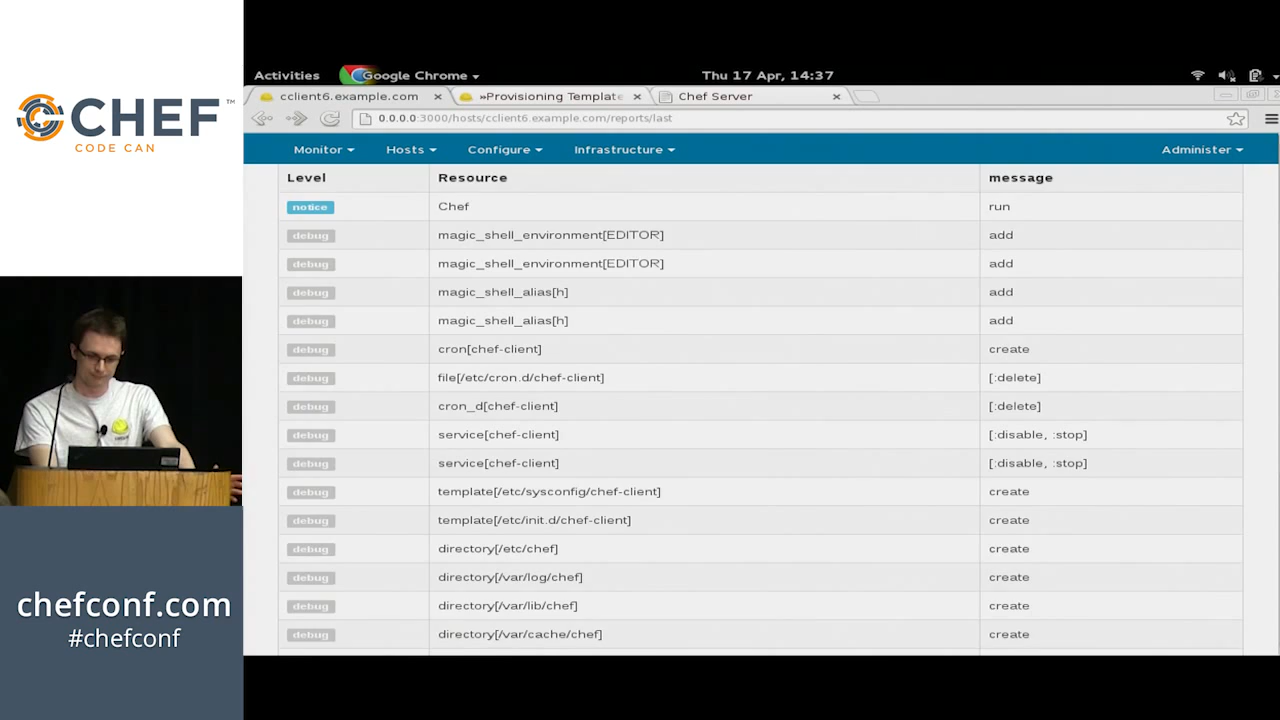 CHEF™
CODE CAN
chefconf.com
#chefconf
Activities Google Chrome Thu 17 Apr, 14:37
cclient6.example.com × »Provisioning Template × Chef Server ×
0.0.0.0:3000/hosts/cclient6.example.com/reports/last
Monitor Hosts Configure Infrastructure Administer
Level Resource message
notice Chef run
debug magic_shell_environment[EDITOR] add
debug magic_shell_environment[EDITOR] add
debug magic_shell_alias[h] add
debug magic_shell_alias[h] add
debug cron[chef-client] create
debug file[/etc/cron.d/chef-client] [:delete]
debug cron_d[chef-client] [:delete]
debug service[chef-client] [:disable, :stop]
debug service[chef-client] [:disable, :stop]
debug template[/etc/sysconfig/chef-client] create
debug template[/etc/init.d/chef-client] create
debug directory[/etc/chef] create
debug directory[/var/log/chef] create
debug directory[/var/lib/chef] create
debug directory[/var/cache/chef] create